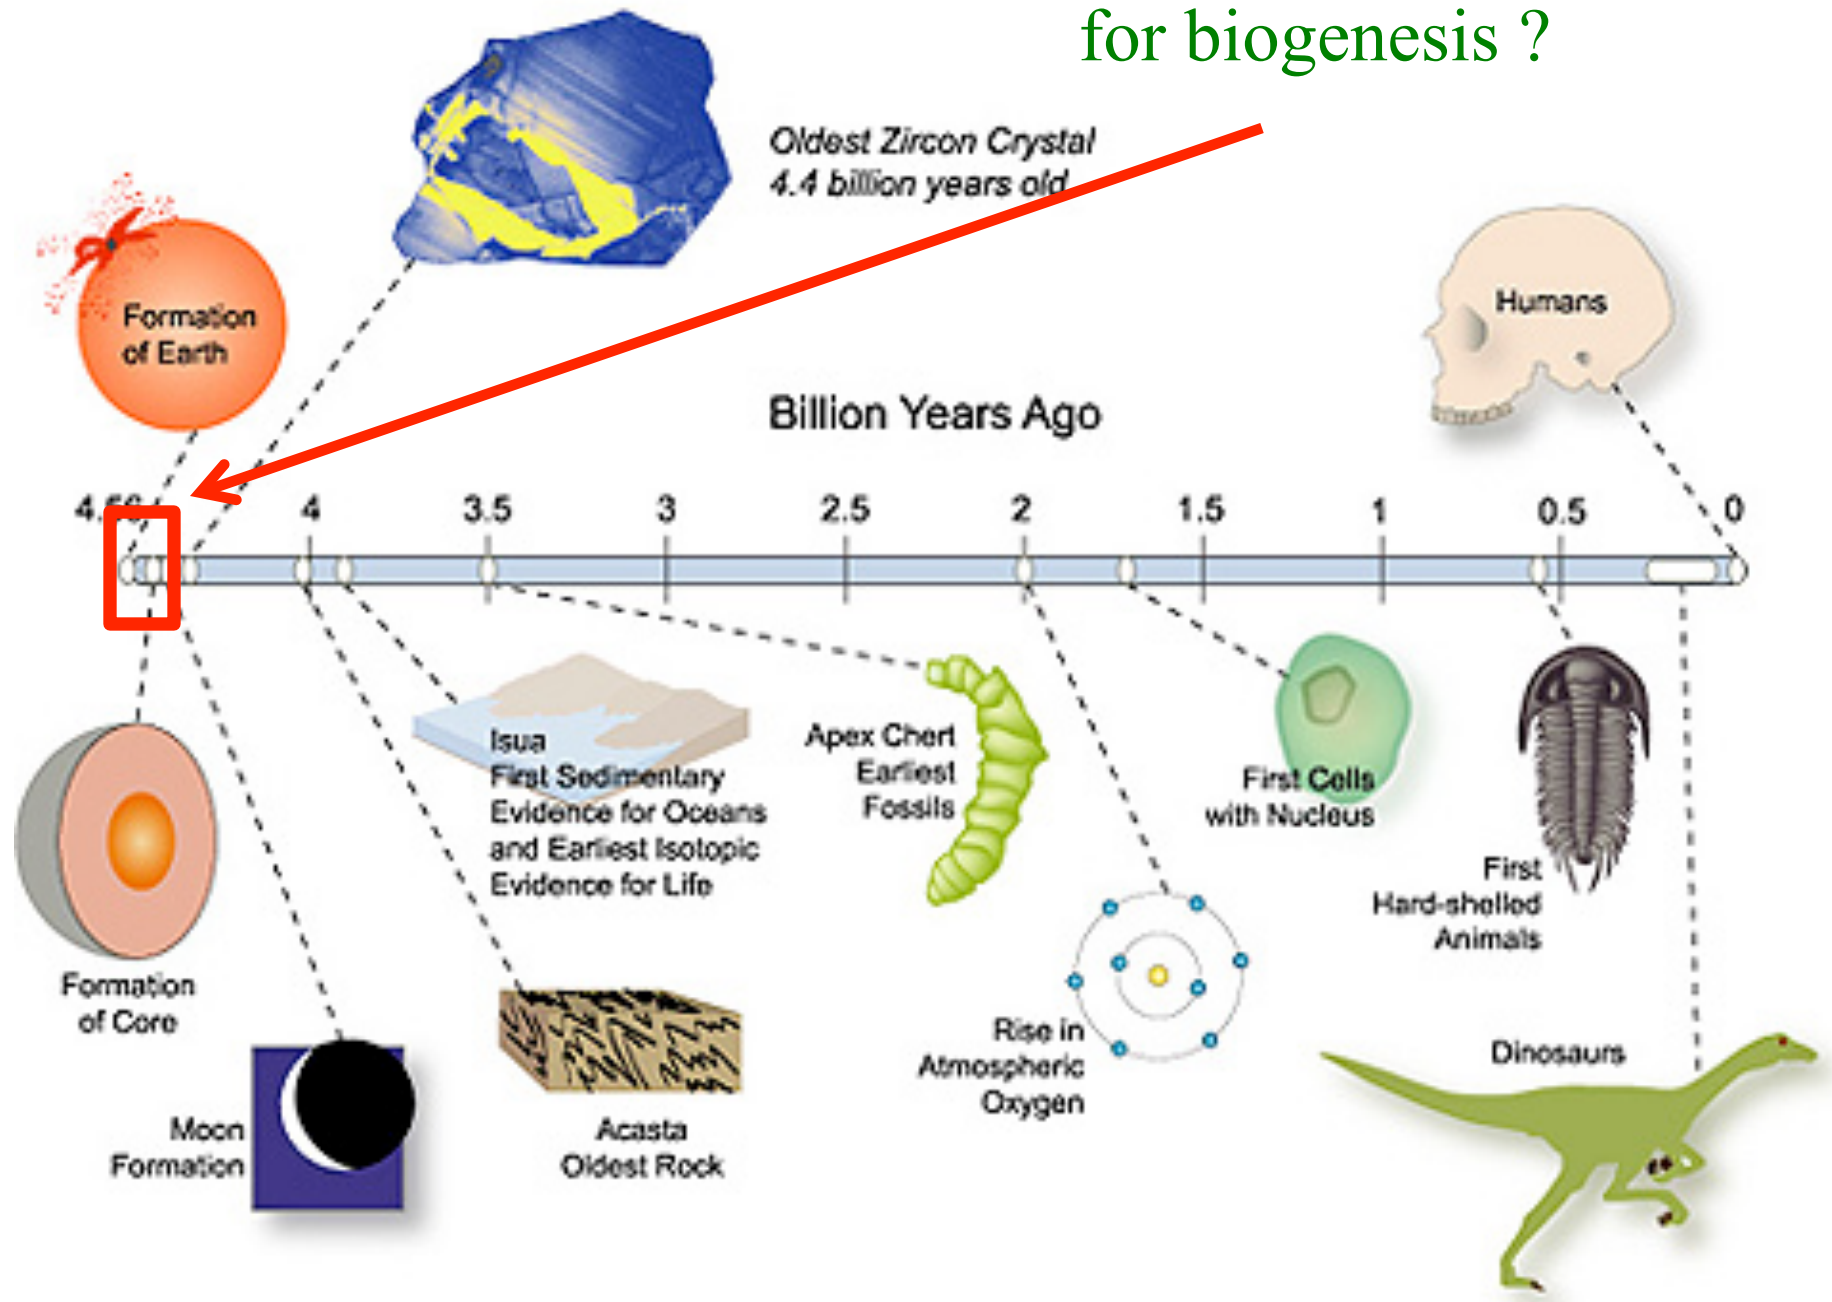 for biogenesis ?
Oldest Zircon Crystal
4.4 billion years old
Formation
of Earth
Humans
Billion Years Ago
4.56 4 3.5 3 2.5 2 1.5 1 0.5 0
Isua
First Sedimentary
Evidence for Oceans
and Earliest Isotopic
Evidence for Life
Apex Chert
Earliest
Fossils
First Cells
with Nucleus
First
Hard-shelled
Animals
Formation
of Core
Moon
Formation
Acasta
Oldest Rock
Rise in
Atmospheric
Oxygen
Dinosaurs